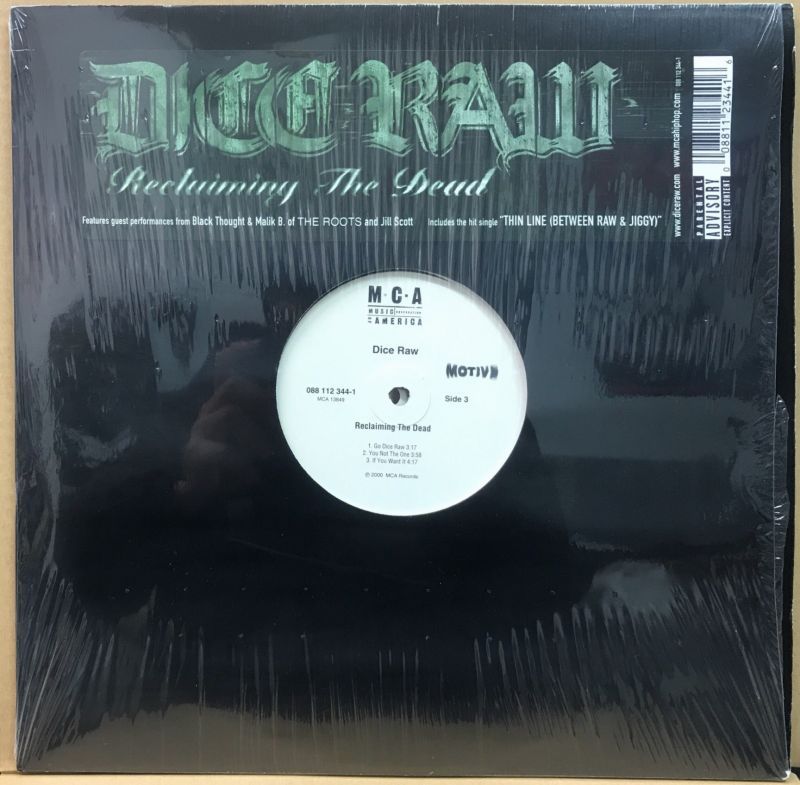 DICE RAW
Reclaiming The Dead
Features guest performances from Black Thought & Malik B. of THE ROOTS and Jill Scott
Includes the hit single "THIN LINE (BETWEEN RAW & JIGGY)"
www.diceraw.com www.mcahiphop.com 088 112 344-1
PARENTAL
ADVISORY
EXPLICIT CONTENT
0 08811 23441 6
M·C·A
MUSIC CORPORATION
OF AMERICA
Dice Raw
MOTIVE
088 112 344-1
MCA 13849
Side 3
Reclaiming The Dead
1. Go Dice Raw 3:17
2. You Not The One 3:58
3. If You Want It 4:17
℗ 2000 MCA Records